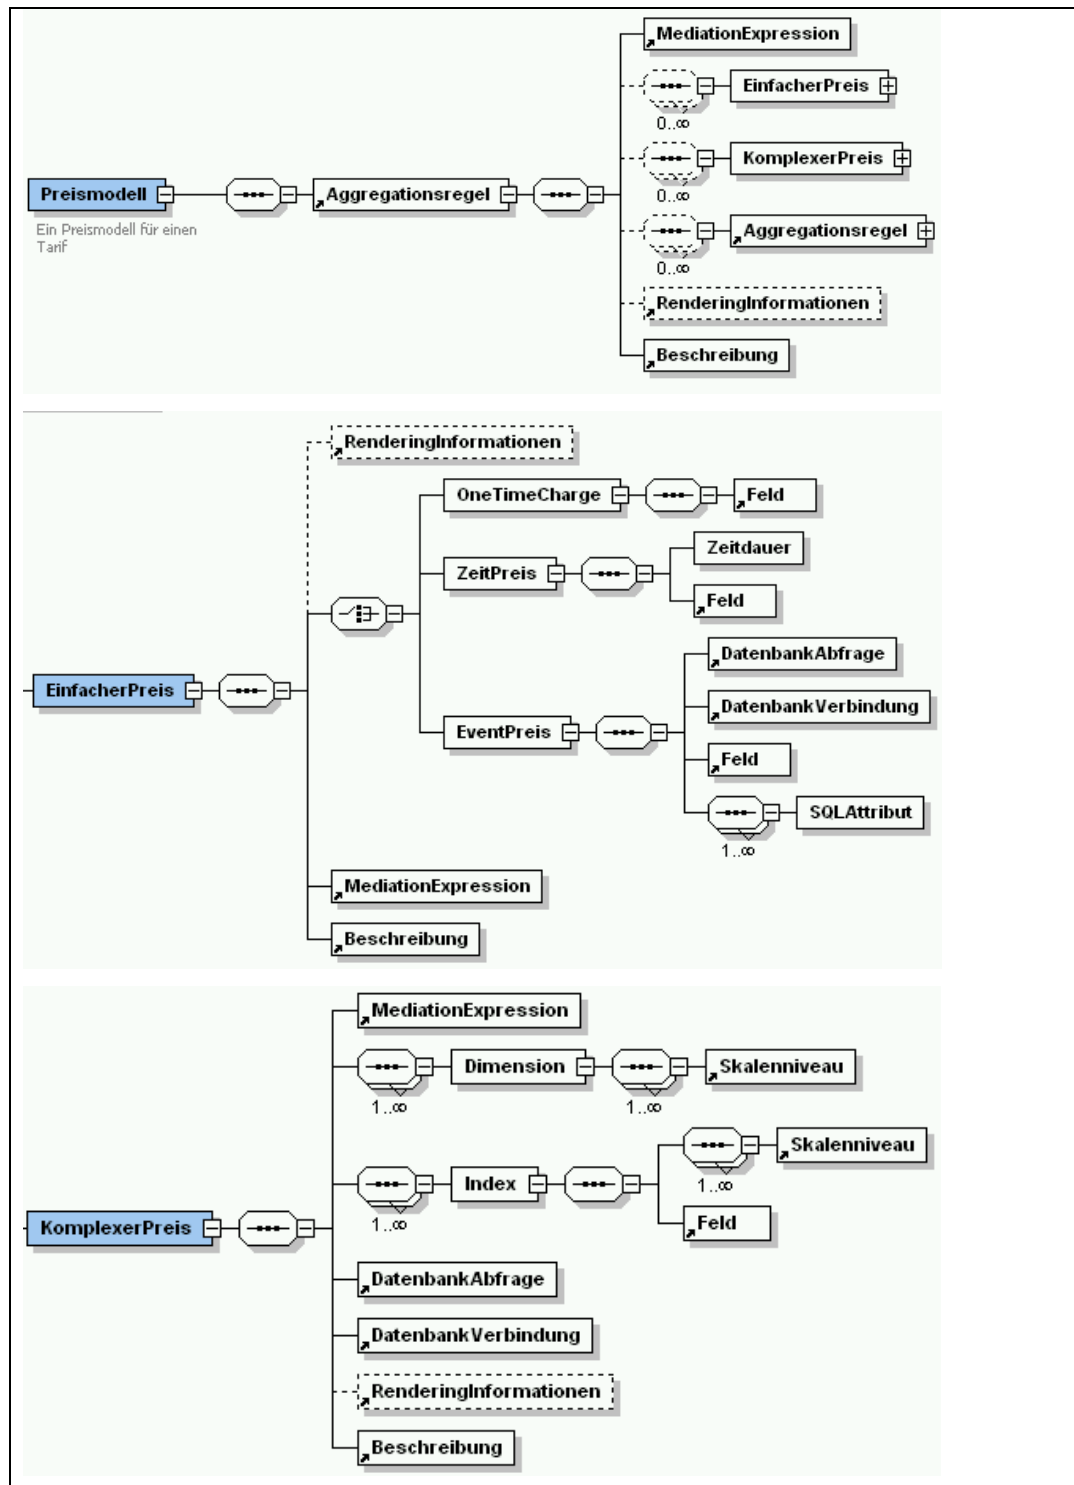 MediationExpression
EinfacherPreis
0..∞
KomplexerPreis
0..∞
Preismodell
Aggregationsregel
Ein Preismodell für einen
Tarif
Aggregationsregel
0..∞
RenderingInformationen
Beschreibung
RenderingInformationen
OneTimeCharge
Feld
Zeitdauer
ZeitPreis
Feld
DatenbankAbfrage
EinfacherPreis
DatenbankVerbindung
EventPreis
Feld
SQLAttribut
1..∞
MediationExpression
Beschreibung
MediationExpression
Dimension
Skalenniveau
1..∞
1..∞
Skalenniveau
1..∞
Index
1..∞
Feld
KomplexerPreis
DatenbankAbfrage
DatenbankVerbindung
RenderingInformationen
Beschreibung